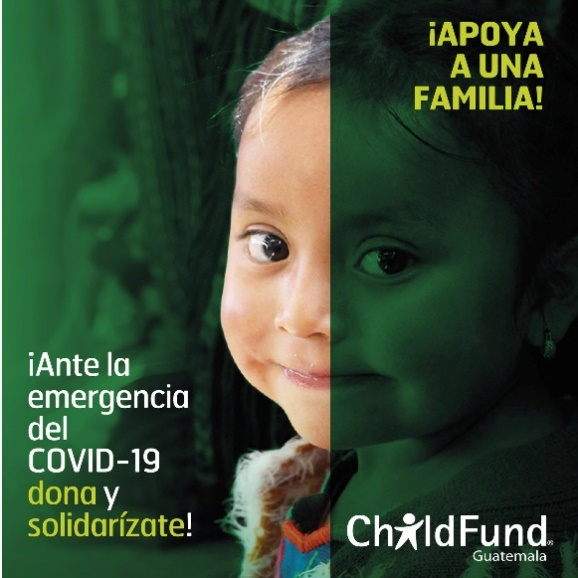 ¡APOYA
A UNA
FAMILIA!
¡Ante la
emergencia
del
COVID-19
dona y
solidarízate!
ChildFund®
Guatemala